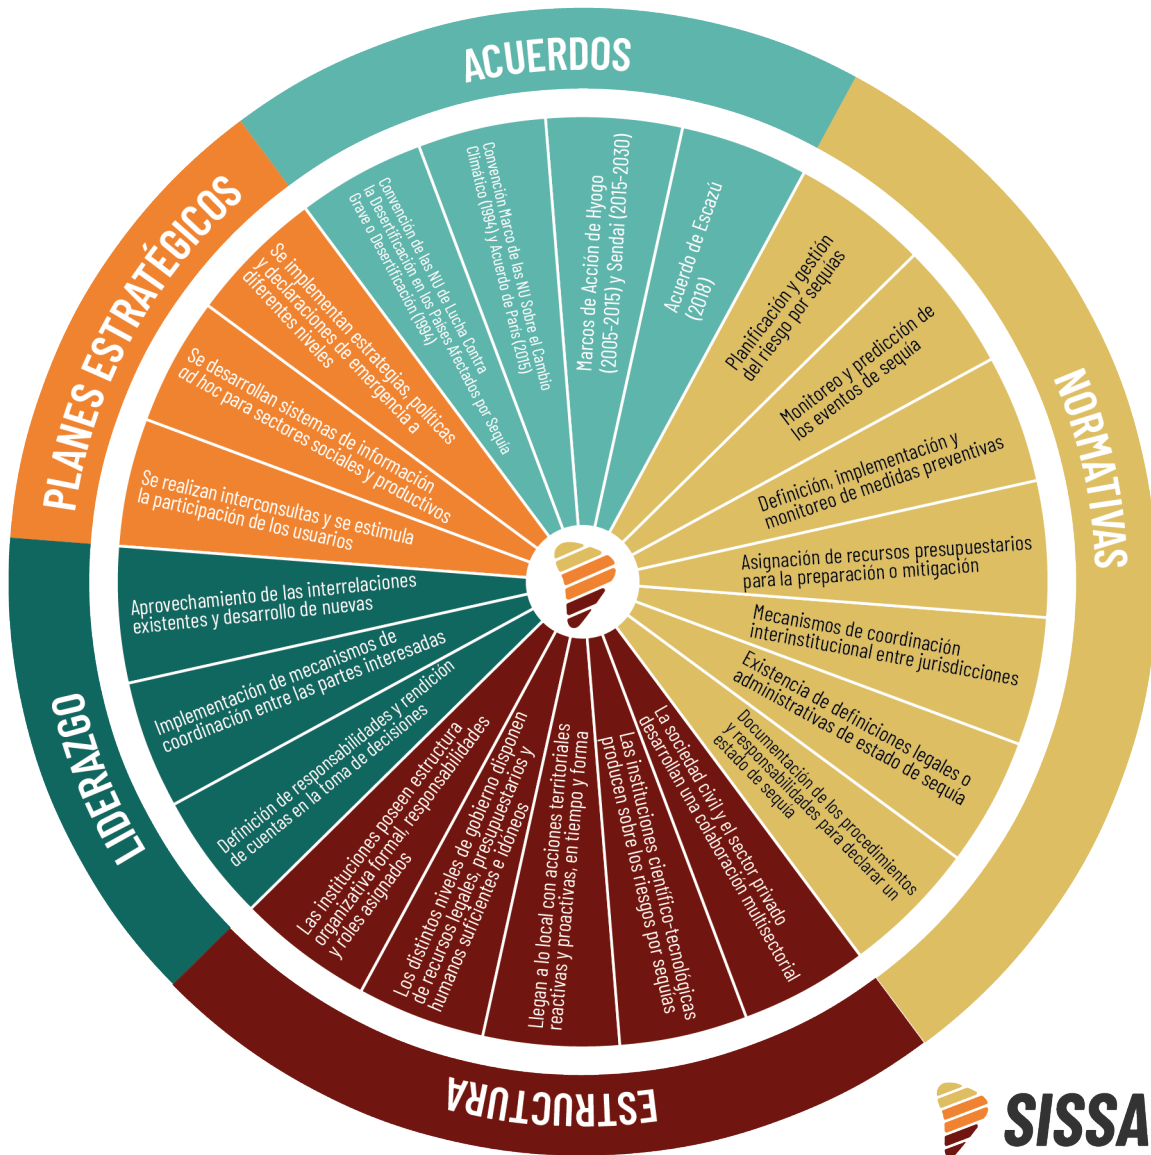 ACUERDOS
Convención de las NU de Lucha Contra
la Desertificación en los Países Afectados por Sequía
Grave o Desertificación (1994)
Convención Marco de las NU Sobre el Cambio
Climático (1994) y Acuerdo de París (2015)
Marcos de Acción de Hyogo
(2005-2015) y Sendai (2015-2030)
Acuerdo de Escazú
(2018)
NORMATIVAS
Planificación y gestión
del riesgo por sequías
Monitoreo y predicción de
los eventos de sequía
Definición, implementación y
monitoreo de medidas preventivas
Asignación de recursos presupuestarios
para la preparación o mitigación
Mecanismos de coordinación
interinstitucional entre jurisdicciones
Existencia de definiciones legales o
administrativas de estado de sequía
Documentación de los procedimientos
y responsabilidades para declarar un
estado de sequía
ESTRUCTURA
La sociedad civil y el sector privado
desarrollan una colaboración multisectorial
Las instituciones científico-tecnológicas
producen sobre los riesgos por sequías
Llegan a lo local con acciones territoriales
reactivas y proactivas, en tiempo y forma
Los distintos niveles de gobierno disponen
de recursos legales, presupuestarios y
humanos suficientes e idóneos
Las instituciones poseen estructura
organizativa formal, responsabilidades
y roles asignados
LIDERAZGO
Definición de responsabilidades y rendición
de cuentas en la toma de decisiones
Implementación de mecanismos de
coordinación entre las partes interesadas
Aprovechamiento de las interrelaciones
existentes y desarrollo de nuevas
PLANES ESTRATÉGICOS
Se realizan interconsultas y se estimula
la participación de los usuarios
Se desarrollan sistemas de información
ad hoc para sectores sociales y productivos
Se implementan estrategias, políticas
y declaraciones de emergencia a
diferentes niveles
SISSA